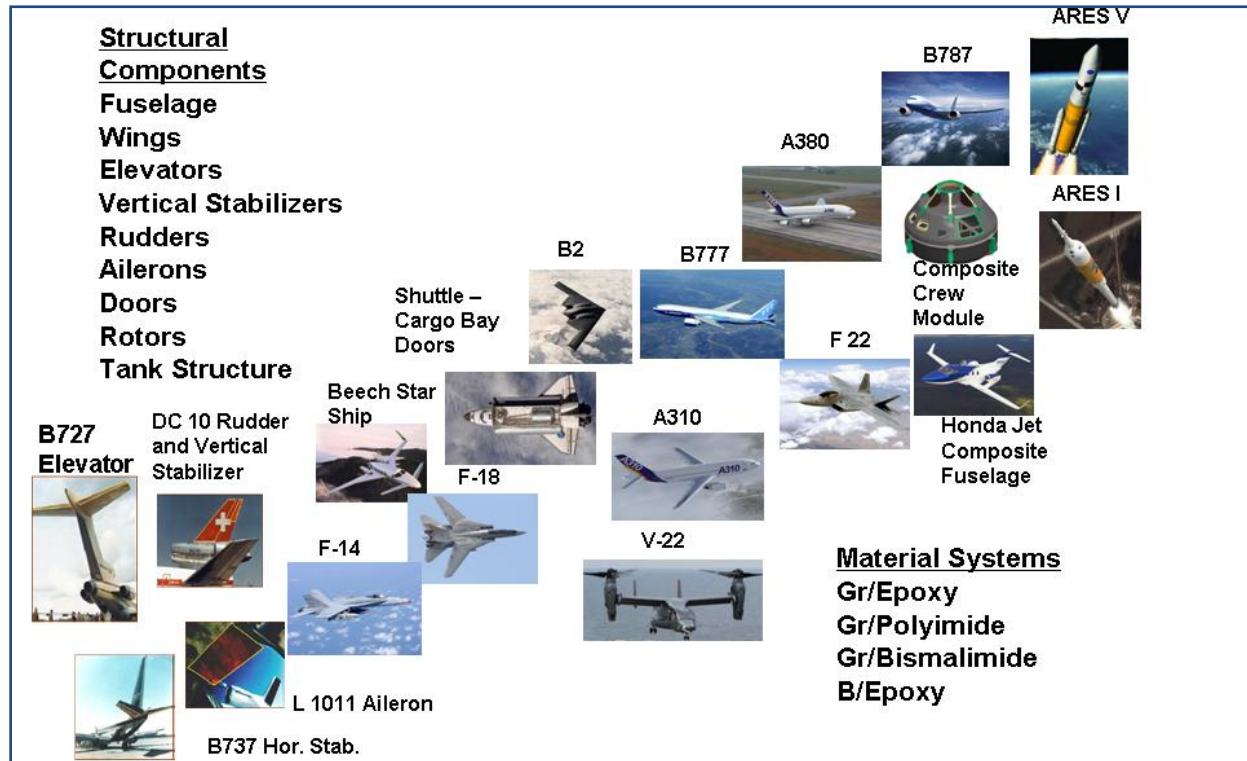 Structural
Components
Fuselage
Wings
Elevators
Vertical Stabilizers
Rudders
Ailerons
Doors
Rotors
Tank Structure
ARES V
B787
A380
ARES I
B2
B777
Composite
Crew
Module
Shuttle –
Cargo Bay
Doors
F 22
Beech Star
Ship
A310
Honda Jet
Composite
Fuselage
DC 10 Rudder
and Vertical
Stabilizer
B727
Elevator
F-18
A310
A310
F-14
V-22
Material Systems
Gr/Epoxy
Gr/Polyimide
Gr/Bismalimide
B/Epoxy
L 1011 Aileron
B737 Hor. Stab.